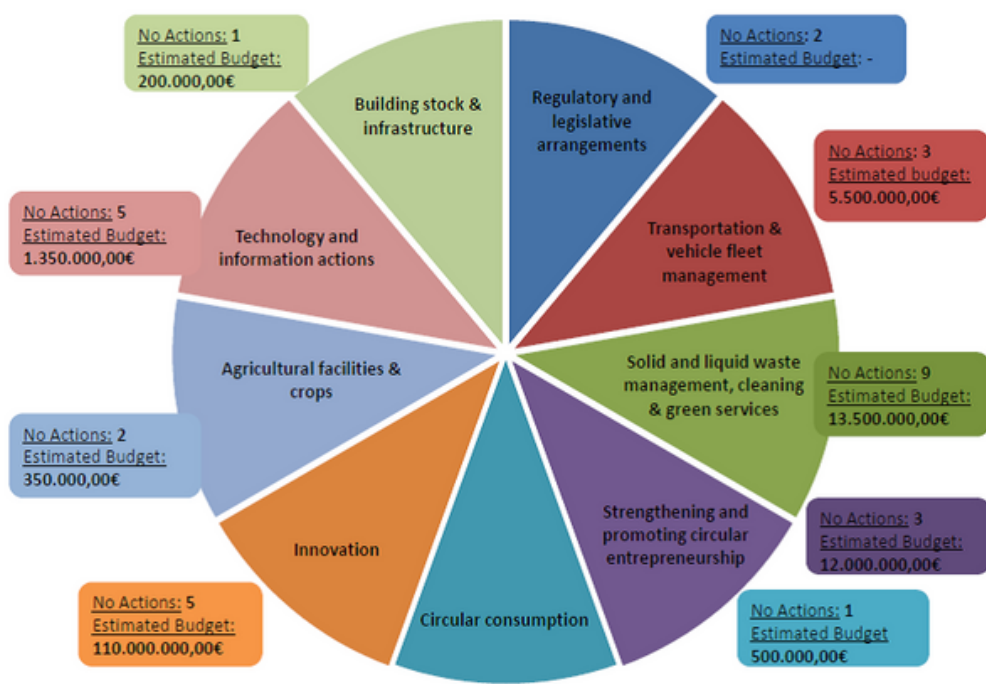 No Actions: 1
Estimated Budget:
200.000,00€
No Actions: 2
Estimated Budget: -
Building stock &
infrastructure
Regulatory and
legislative
arrangements
No Actions: 3
Estimated budget:
5.500.000,00€
No Actions: 5
Estimated Budget:
1.350.000,00€
Technology and
information actions
Transportation &
vehicle fleet
management
Agricultural facilities &
crops
Solid and liquid waste
management, cleaning
& green services
No Actions: 9
Estimated Budget:
13.500.000,00€
No Actions: 2
Estimated Budget:
350.000,00€
Innovation
Strengthening and
promoting circular
entrepreneurship
No Actions: 3
Estimated Budget:
12.000.000,00€
No Actions: 5
Estimated Budget:
110.000.000,00€
Circular consumption
No Actions: 1
Estimated Budget
500.000,00€